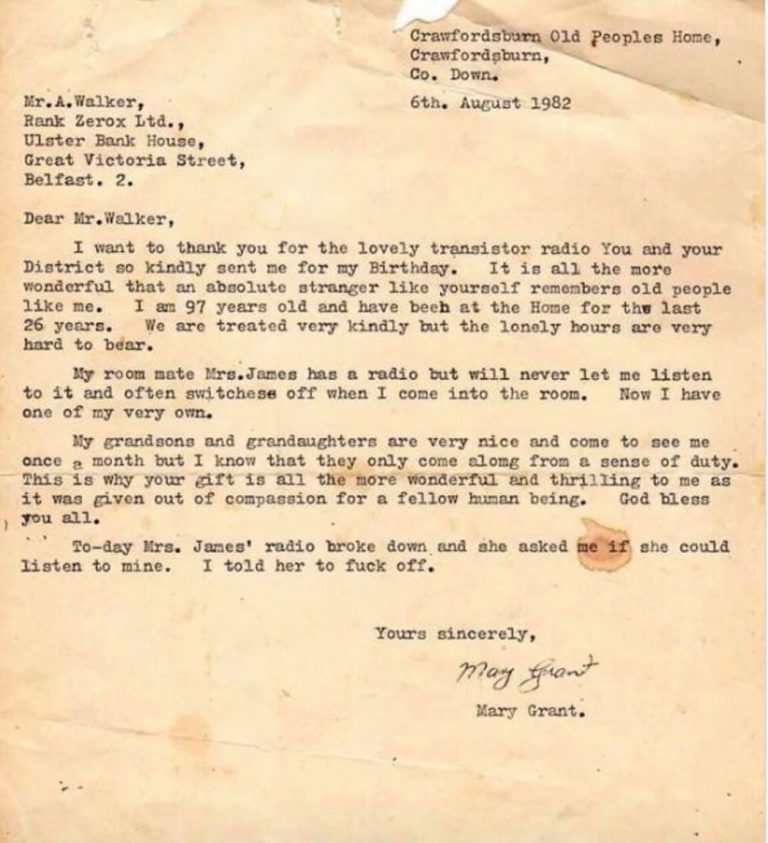 Crawfordsburn Old Peoples Home,
Crawfordsburn,
Co. Down.
6th. August 1982
Mr.A.Walker,
Rank Zerox Ltd.,
Ulster Bank House,
Great Victoria Street,
Belfast. 2.
Dear Mr.Walker,
I want to thank you for the lovely transistor radio You and your
District so kindly sent me for my Birthday. It is all the more
wonderful that an absolute stranger like yourself remembers old people
like me. I am 97 years old and have been at the Home for the last
26 years. We are treated very kindly but the lonely hours are very
hard to bear.
My room mate Mrs.James has a radio but will never let me listen
to it and often switchese off when I come into the room. Now I have
one of my very own.
My grandsons and grandaughters are very nice and come to see me
once a month but I know that they only come alomg from a sense of duty.
This is why your gift is all the more wonderful and thrilling to me as
it was given out of compassion for a fellow human being. God bless
you all.
To-day Mrs. James' radio broke down and she asked me if she could
listen to mine. I told her to fuck off.
Yours sincerely,
Mary Grant
Mary Grant.